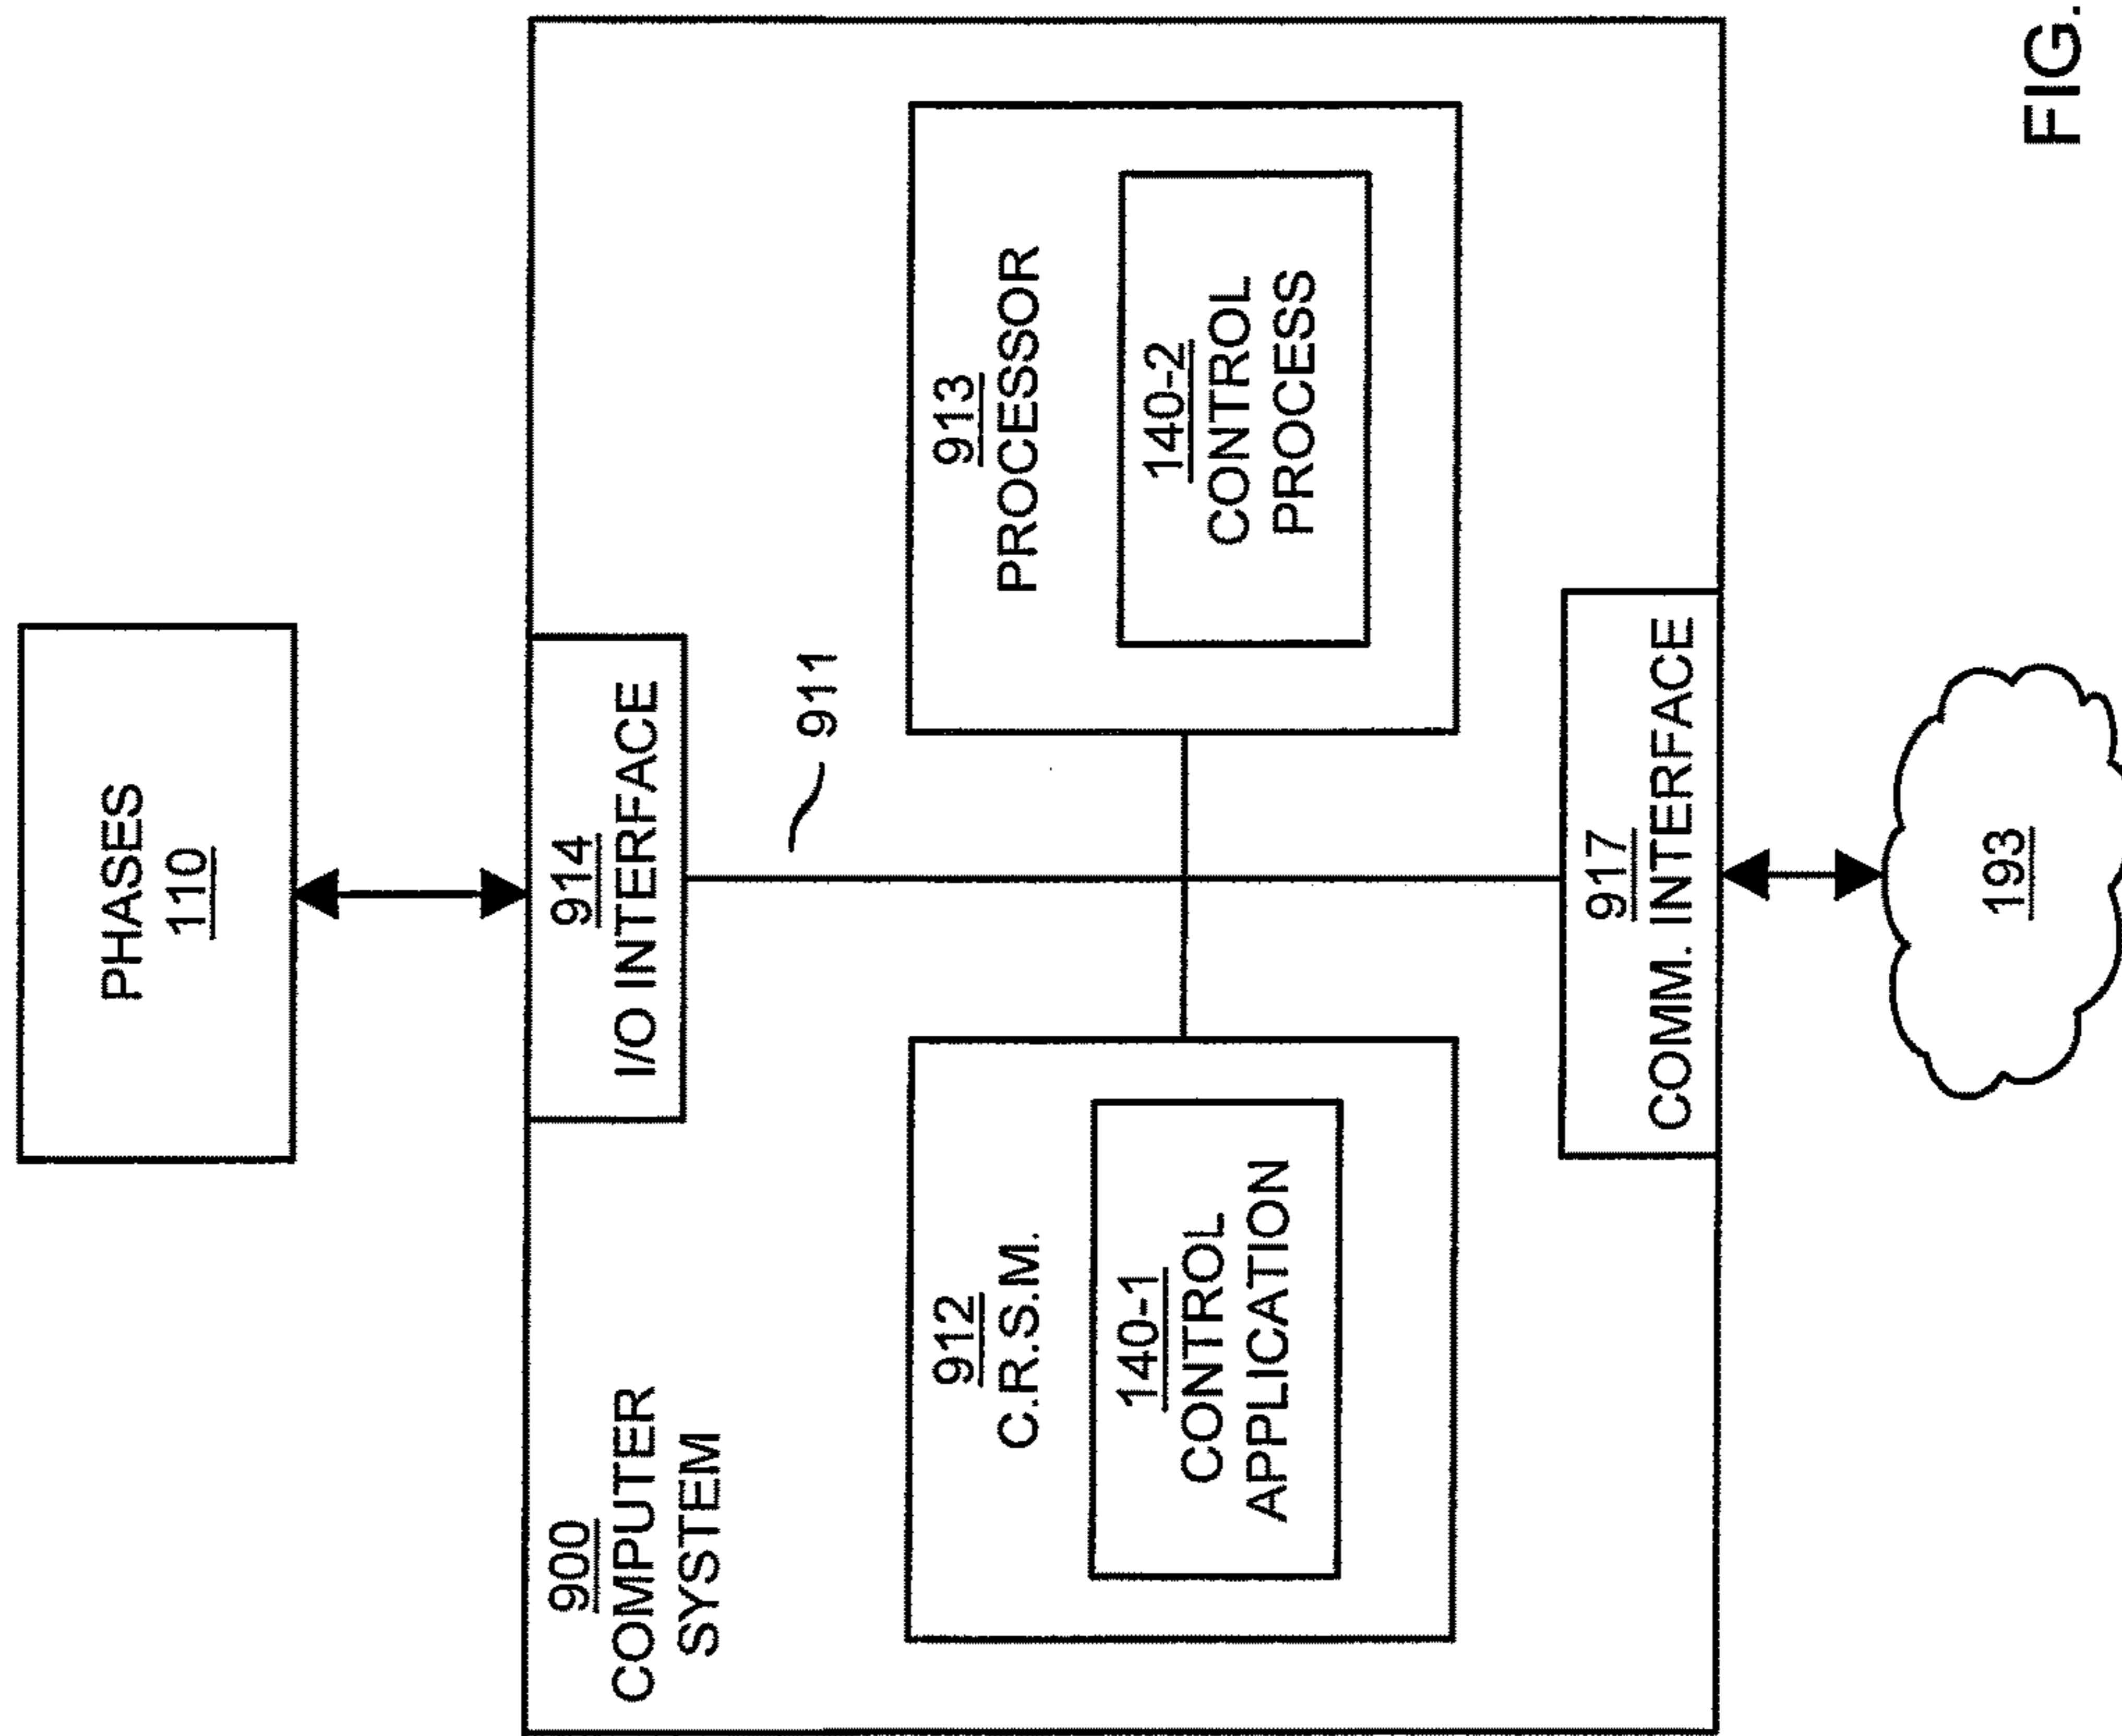 PHASES
110
900
COMPUTER
SYSTEM
914
I/O INTERFACE
911
912
C.R.S.M.
140-1
CONTROL
APPLICATION
913
PROCESSOR
140-2
CONTROL
PROCESS
917
COMM. INTERFACE
193
FIG.